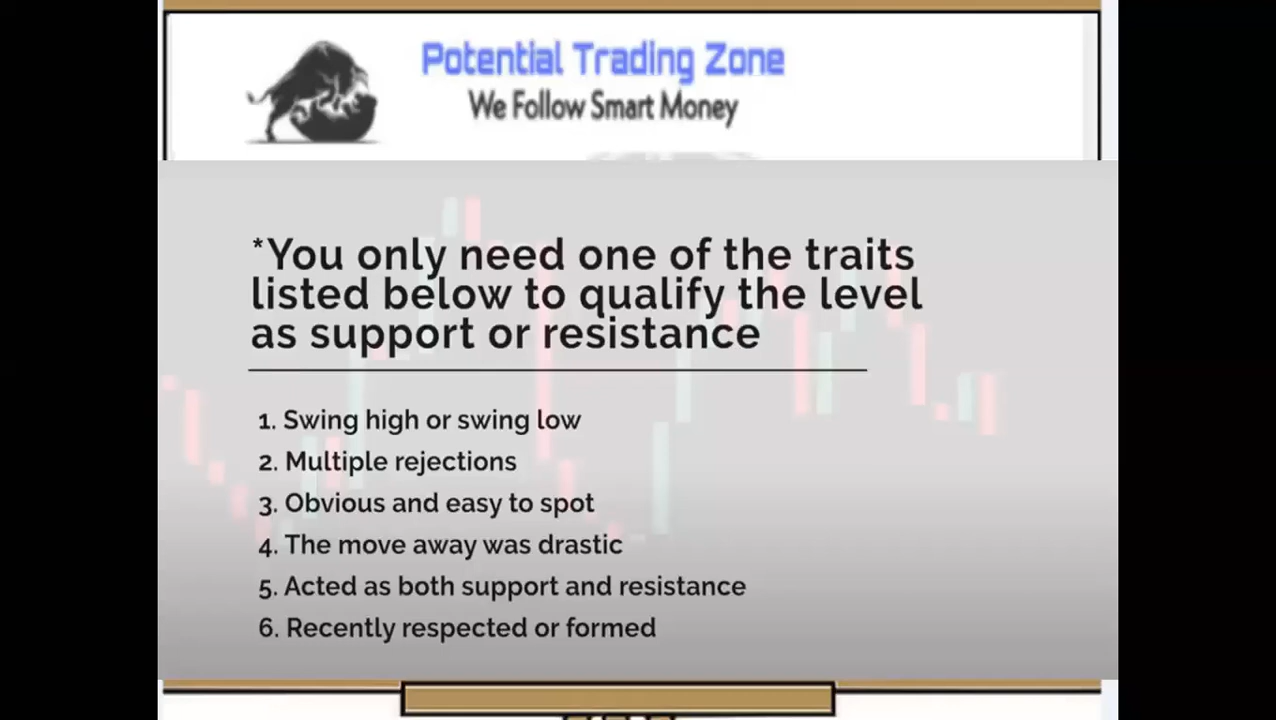 Potential Trading Zone
We Follow Smart Money
*You only need one of the traits
listed below to qualify the level
as support or resistance
1. Swing high or swing low
2. Multiple rejections
3. Obvious and easy to spot
4. The move away was drastic
5. Acted as both support and resistance
6. Recently respected or formed